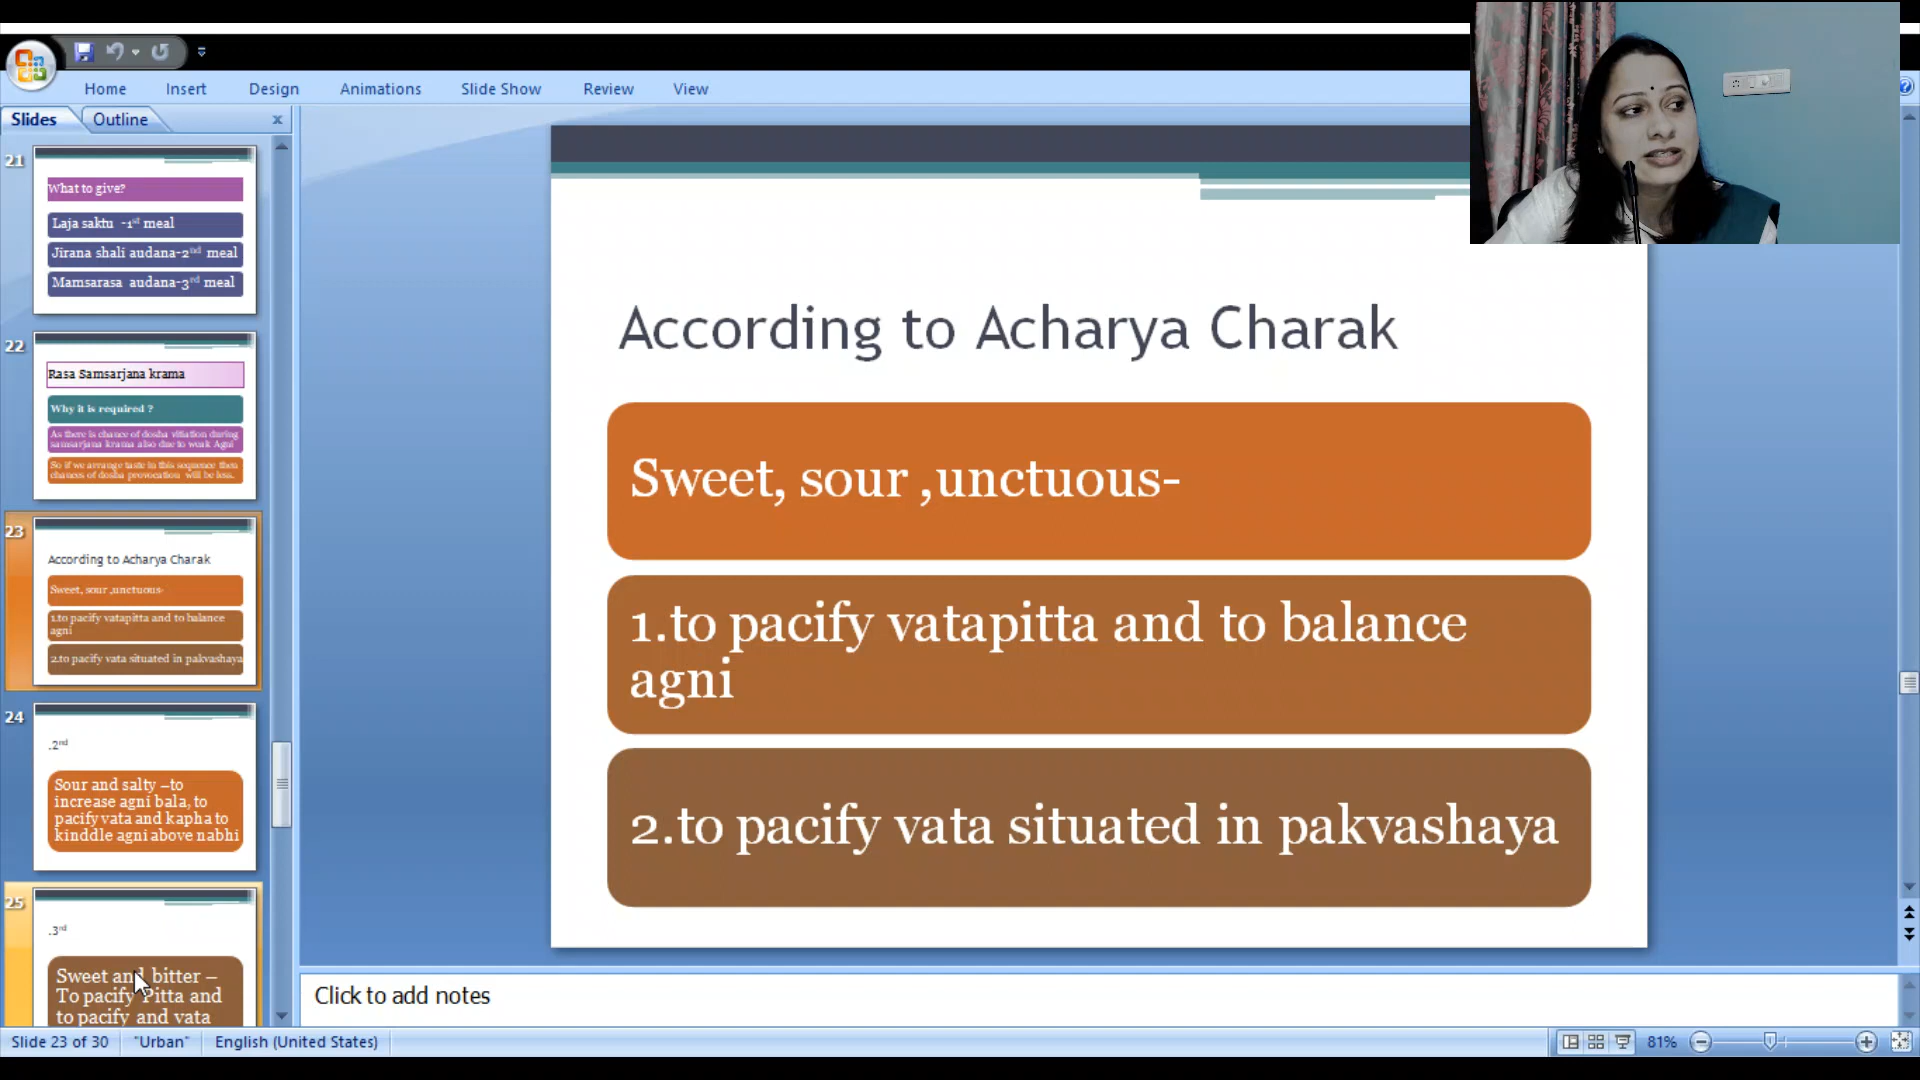 Home Insert Design Animations Slide Show Review View
Slides Outline
21
What to give?
Laja saktu -1st meal
Jirana shali audana-2nd meal
Mamsarasa audana-3rd meal
22
Rasa Samsarjana krama
Why it is required ?
As there is chance of dosha vitiation during
samsarjana krama also due to weak Agni
So if we arrange taste in this sequence then
chances of dosha provocation will be less.
23
According to Acharya Charak
Sweet, sour ,unctuous-
1.to pacify vatapitta and to balance
agni
2.to pacify vata situated in pakvashaya
24
.2nd
Sour and salty –to
increase agni bala, to
pacify vata and kapha to
kinddle agni above nabhi
25
.3rd
Sweet and bitter –
To pacify Pitta and
to pacify and vata
According to Acharya Charak
Sweet, sour ,unctuous-
1.to pacify vatapitta and to balance
agni
2.to pacify vata situated in pakvashaya
Click to add notes
Slide 23 of 30 "Urban" English (United States) 81%